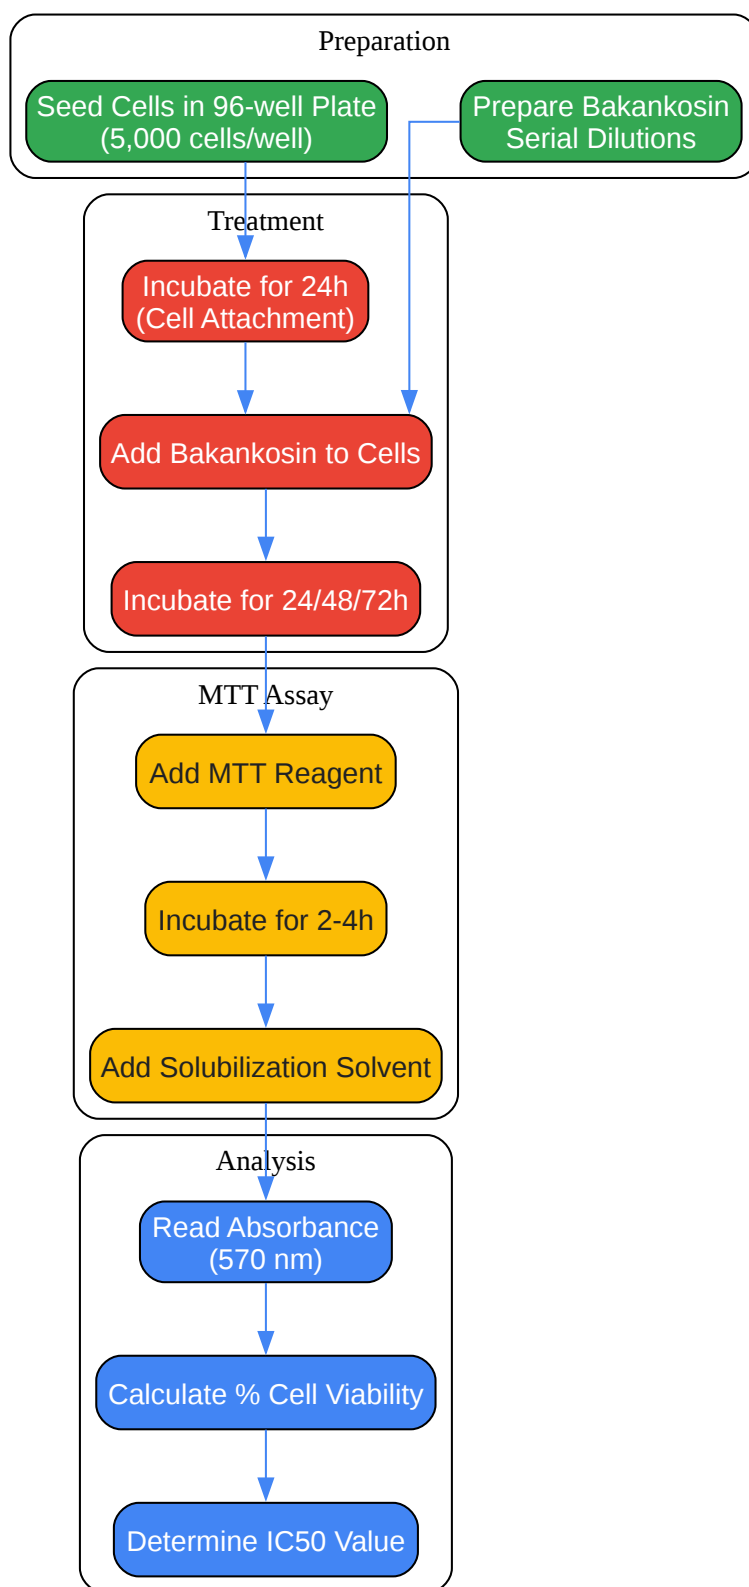 Preparation
Seed Cells in 96-well Plate
(5,000 cells/well)
Prepare Bakankosin
Serial Dilutions
Treatment
Incubate for 24h
(Cell Attachment)
Add Bakankosin to Cells
Incubate for 24/48/72h
MTT Assay
Add MTT Reagent
Incubate for 2-4h
Add Solubilization Solvent
Analysis
Read Absorbance
(570 nm)
Calculate % Cell Viability
Determine IC50 Value